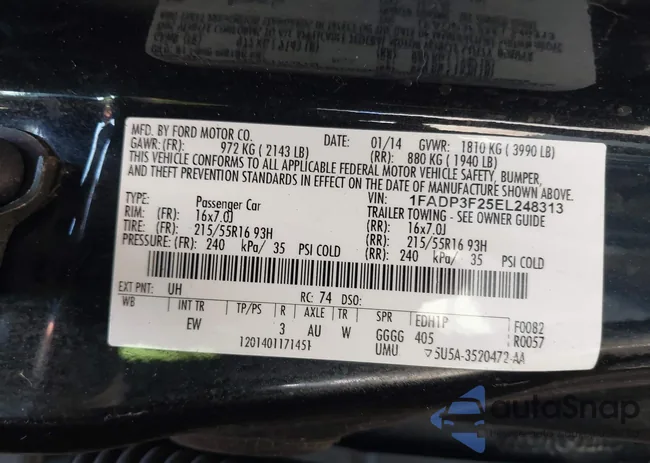 MFD. BY FORD MOTOR CO.    DATE: 01/14    GVWR: 1810 KG ( 3990 LB)
GAWR: (FR): 972 KG ( 2143 LB)    (RR): 880 KG ( 1940 LB)
THIS VEHICLE CONFORMS TO ALL APPLICABLE FEDERAL MOTOR VEHICLE SAFETY, BUMPER,
AND THEFT PREVENTION STANDARDS IN EFFECT ON THE DATE OF MANUFACTURE SHOWN ABOVE.
VIN: 1FADP3F25EL248313
TYPE: Passenger Car    TRAILER TOWING - SEE OWNER GUIDE
RIM: (FR): 16x7.0J    (RR): 16x7.0J
TIRE: (FR): 215/55R16 93H    (RR): 215/55R16 93H
PRESSURE: (FR): 240 kPa/ 35 PSI COLD    (RR): 240 kPa/ 35 PSI COLD
EXT PNT: UH    RC: 74 DSO:
WB    INT TR    TP/PS    R    AXLE    TR    SPR    EDH1P    F0082
EW    3    AU    W    GGGG    405    R0057
UMU    5U5A-3520472-AA
autoSnap